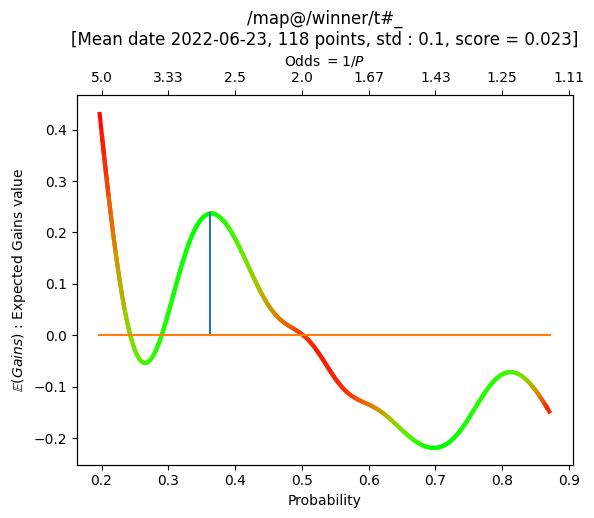 /map@/winner/t#_
[Mean date 2022-06-23, 118 points, std : 0.1, score = 0.023]
Odds = 1/P
5.0 3.33 2.5 2.0 1.67 1.43 1.25 1.11
0.4
0.3
0.2
0.1
0.0
−0.1
−0.2
𝔼(Gains) : Expected Gains value
0.2 0.3 0.4 0.5 0.6 0.7 0.8 0.9
Probability